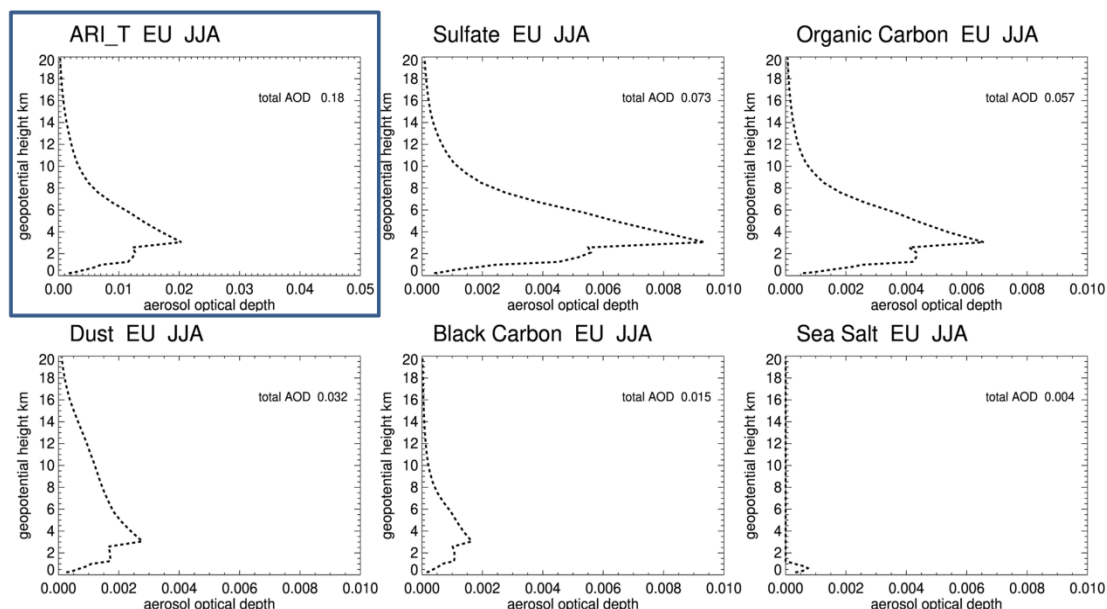 ARI_T EU JJA
geopotential height km
20
18
16
14
12
10
8
6
4
2
0
total AOD 0.18
0.00 0.01 0.02 0.03 0.04 0.05
aerosol optical depth
Sulfate EU JJA
geopotential height km
20
18
16
14
12
10
8
6
4
2
0
total AOD 0.073
0.000 0.002 0.004 0.006 0.008 0.010
aerosol optical depth
Organic Carbon EU JJA
geopotential height km
20
18
16
14
12
10
8
6
4
2
0
total AOD 0.057
0.000 0.002 0.004 0.006 0.008 0.010
aerosol optical depth
Dust EU JJA
geopotential height km
20
18
16
14
12
10
8
6
4
2
0
total AOD 0.032
0.000 0.002 0.004 0.006 0.008 0.010
aerosol optical depth
Black Carbon EU JJA
geopotential height km
20
18
16
14
12
10
8
6
4
2
0
total AOD 0.015
0.000 0.002 0.004 0.006 0.008 0.010
aerosol optical depth
Sea Salt EU JJA
geopotential height km
20
18
16
14
12
10
8
6
4
2
0
total AOD 0.004
0.000 0.002 0.004 0.006 0.008 0.010
aerosol optical depth